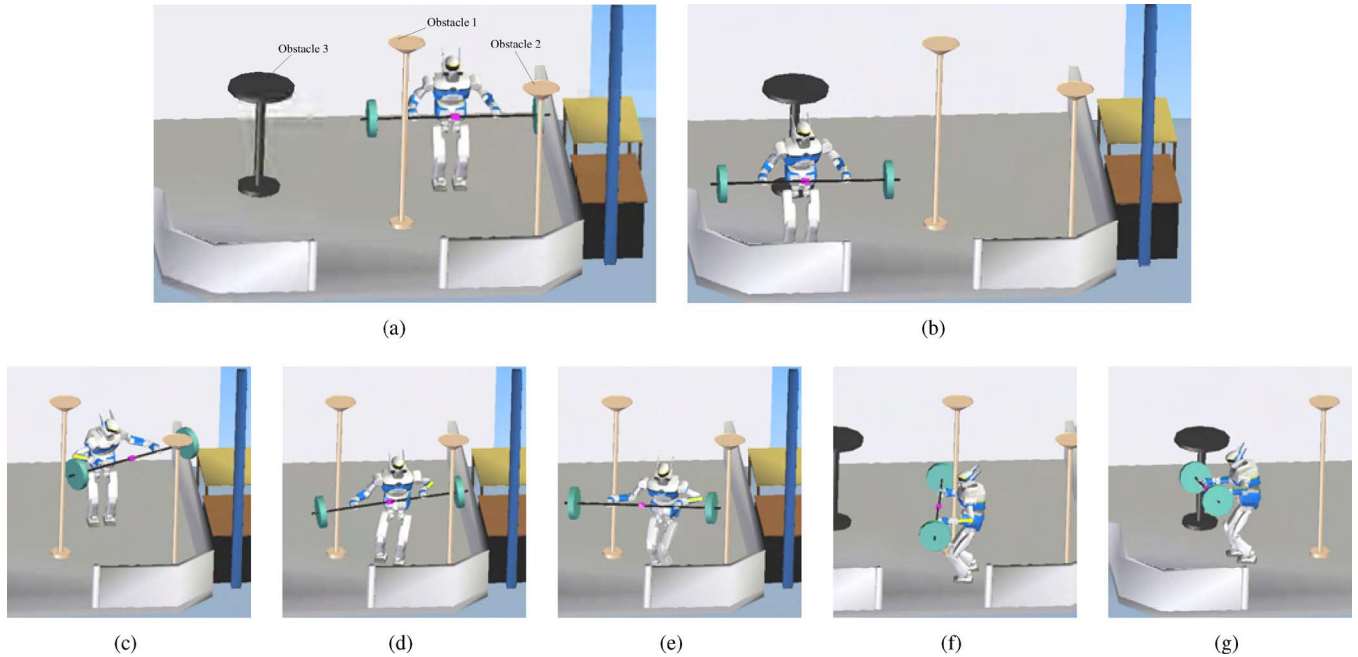 Obstacle 1
Obstacle 3
Obstacle 2
(a)
(b)
(c)
(d)
(e)
(f)
(g)